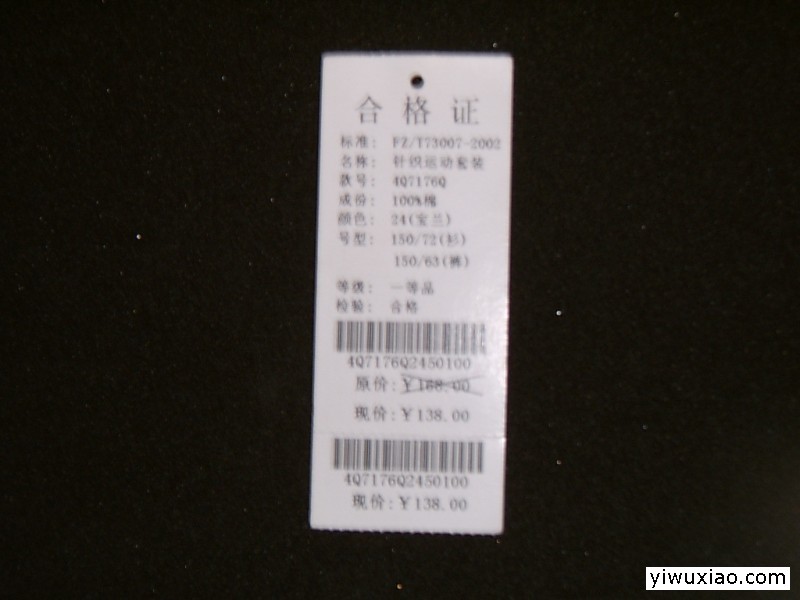 合格证
标准: FZ/T73007-2002
名称: 针织运动套装
款号: 4Q7176Q
成份: 100%棉
颜色: 24(宝兰)
号型: 150/72(衫)
150/63(裤)
等级: 一等品
检验: 合格
4Q7176Q2450100
原价:¥168.00
现价:¥138.00
4Q7176Q2450100
现价:¥138.00
yiwuxiao.com